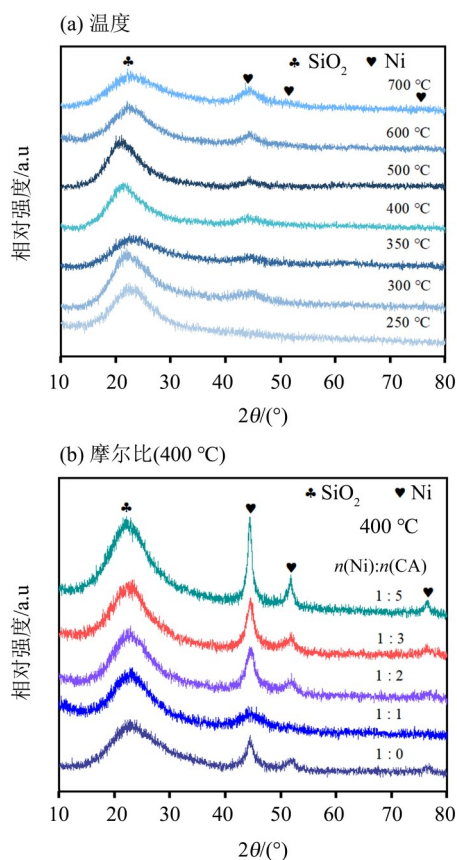 (a) 温度
♣ SiO₂ ♥ Ni
♣ ♥ ♥ ♥
700 ℃
600 ℃
500 ℃
400 ℃
350 ℃
300 ℃
250 ℃
相对强度/a.u
10 20 30 40 50 60 70 80
2θ/(°)
(b) 摩尔比(400 ℃)
♣ SiO₂ ♥ Ni
♣ ♥ ♥ ♥
400 ℃
n(Ni):n(CA)
1 : 5
1 : 3
1 : 2
1 : 1
1 : 0
相对强度/a.u
10 20 30 40 50 60 70 80
2θ/(°)